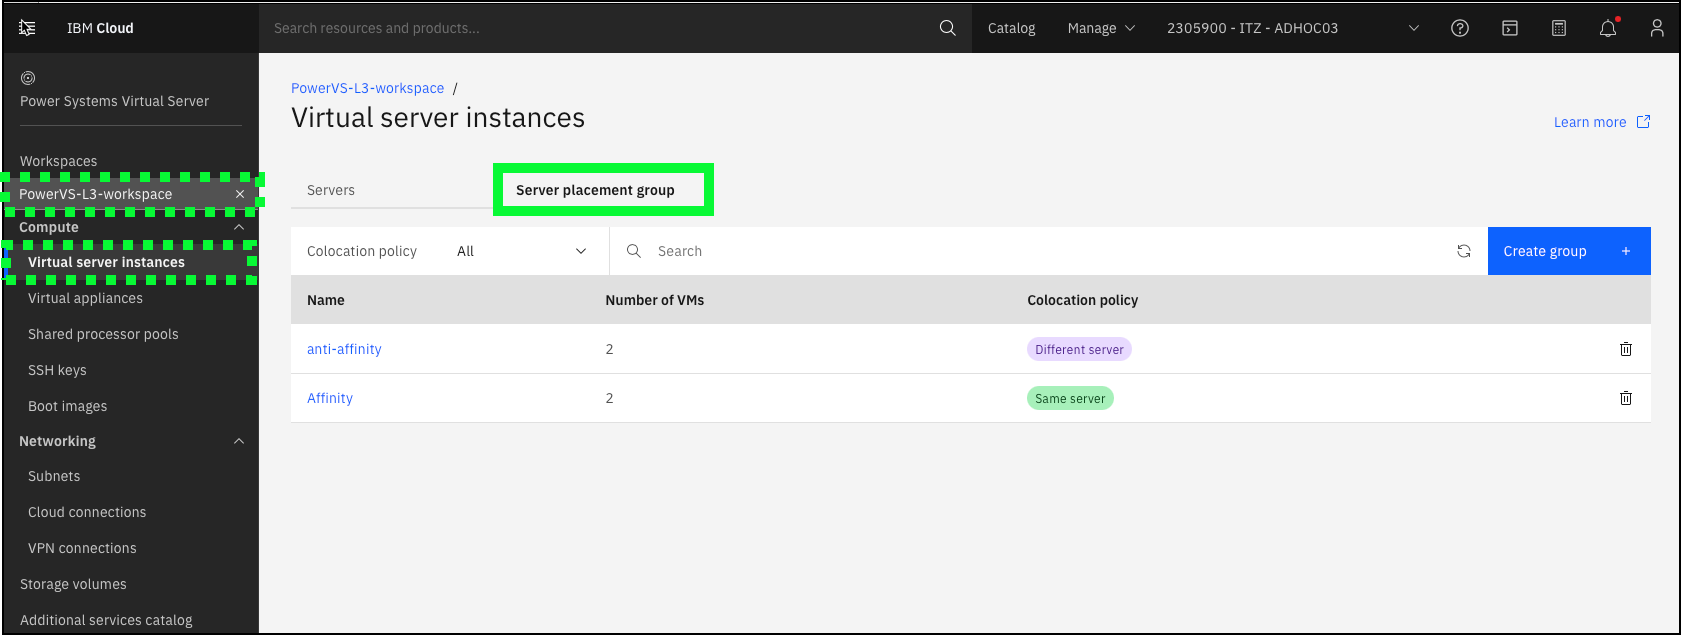 IBM Cloud
Search resources and products...
Catalog
Manage
2305900 - ITZ - ADHOC03
Power Systems Virtual Server
Workspaces
PowerVS-L3-workspace
Compute
Virtual server instances
Virtual appliances
Shared processor pools
SSH keys
Boot images
Networking
Subnets
Cloud connections
VPN connections
Storage volumes
Additional services catalog
PowerVS-L3-workspace /
Virtual server instances
Learn more
Servers
Server placement group
Colocation policy All
Search
Create group +
Name Number of VMs Colocation policy
anti-affinity 2 Different server
Affinity 2 Same server